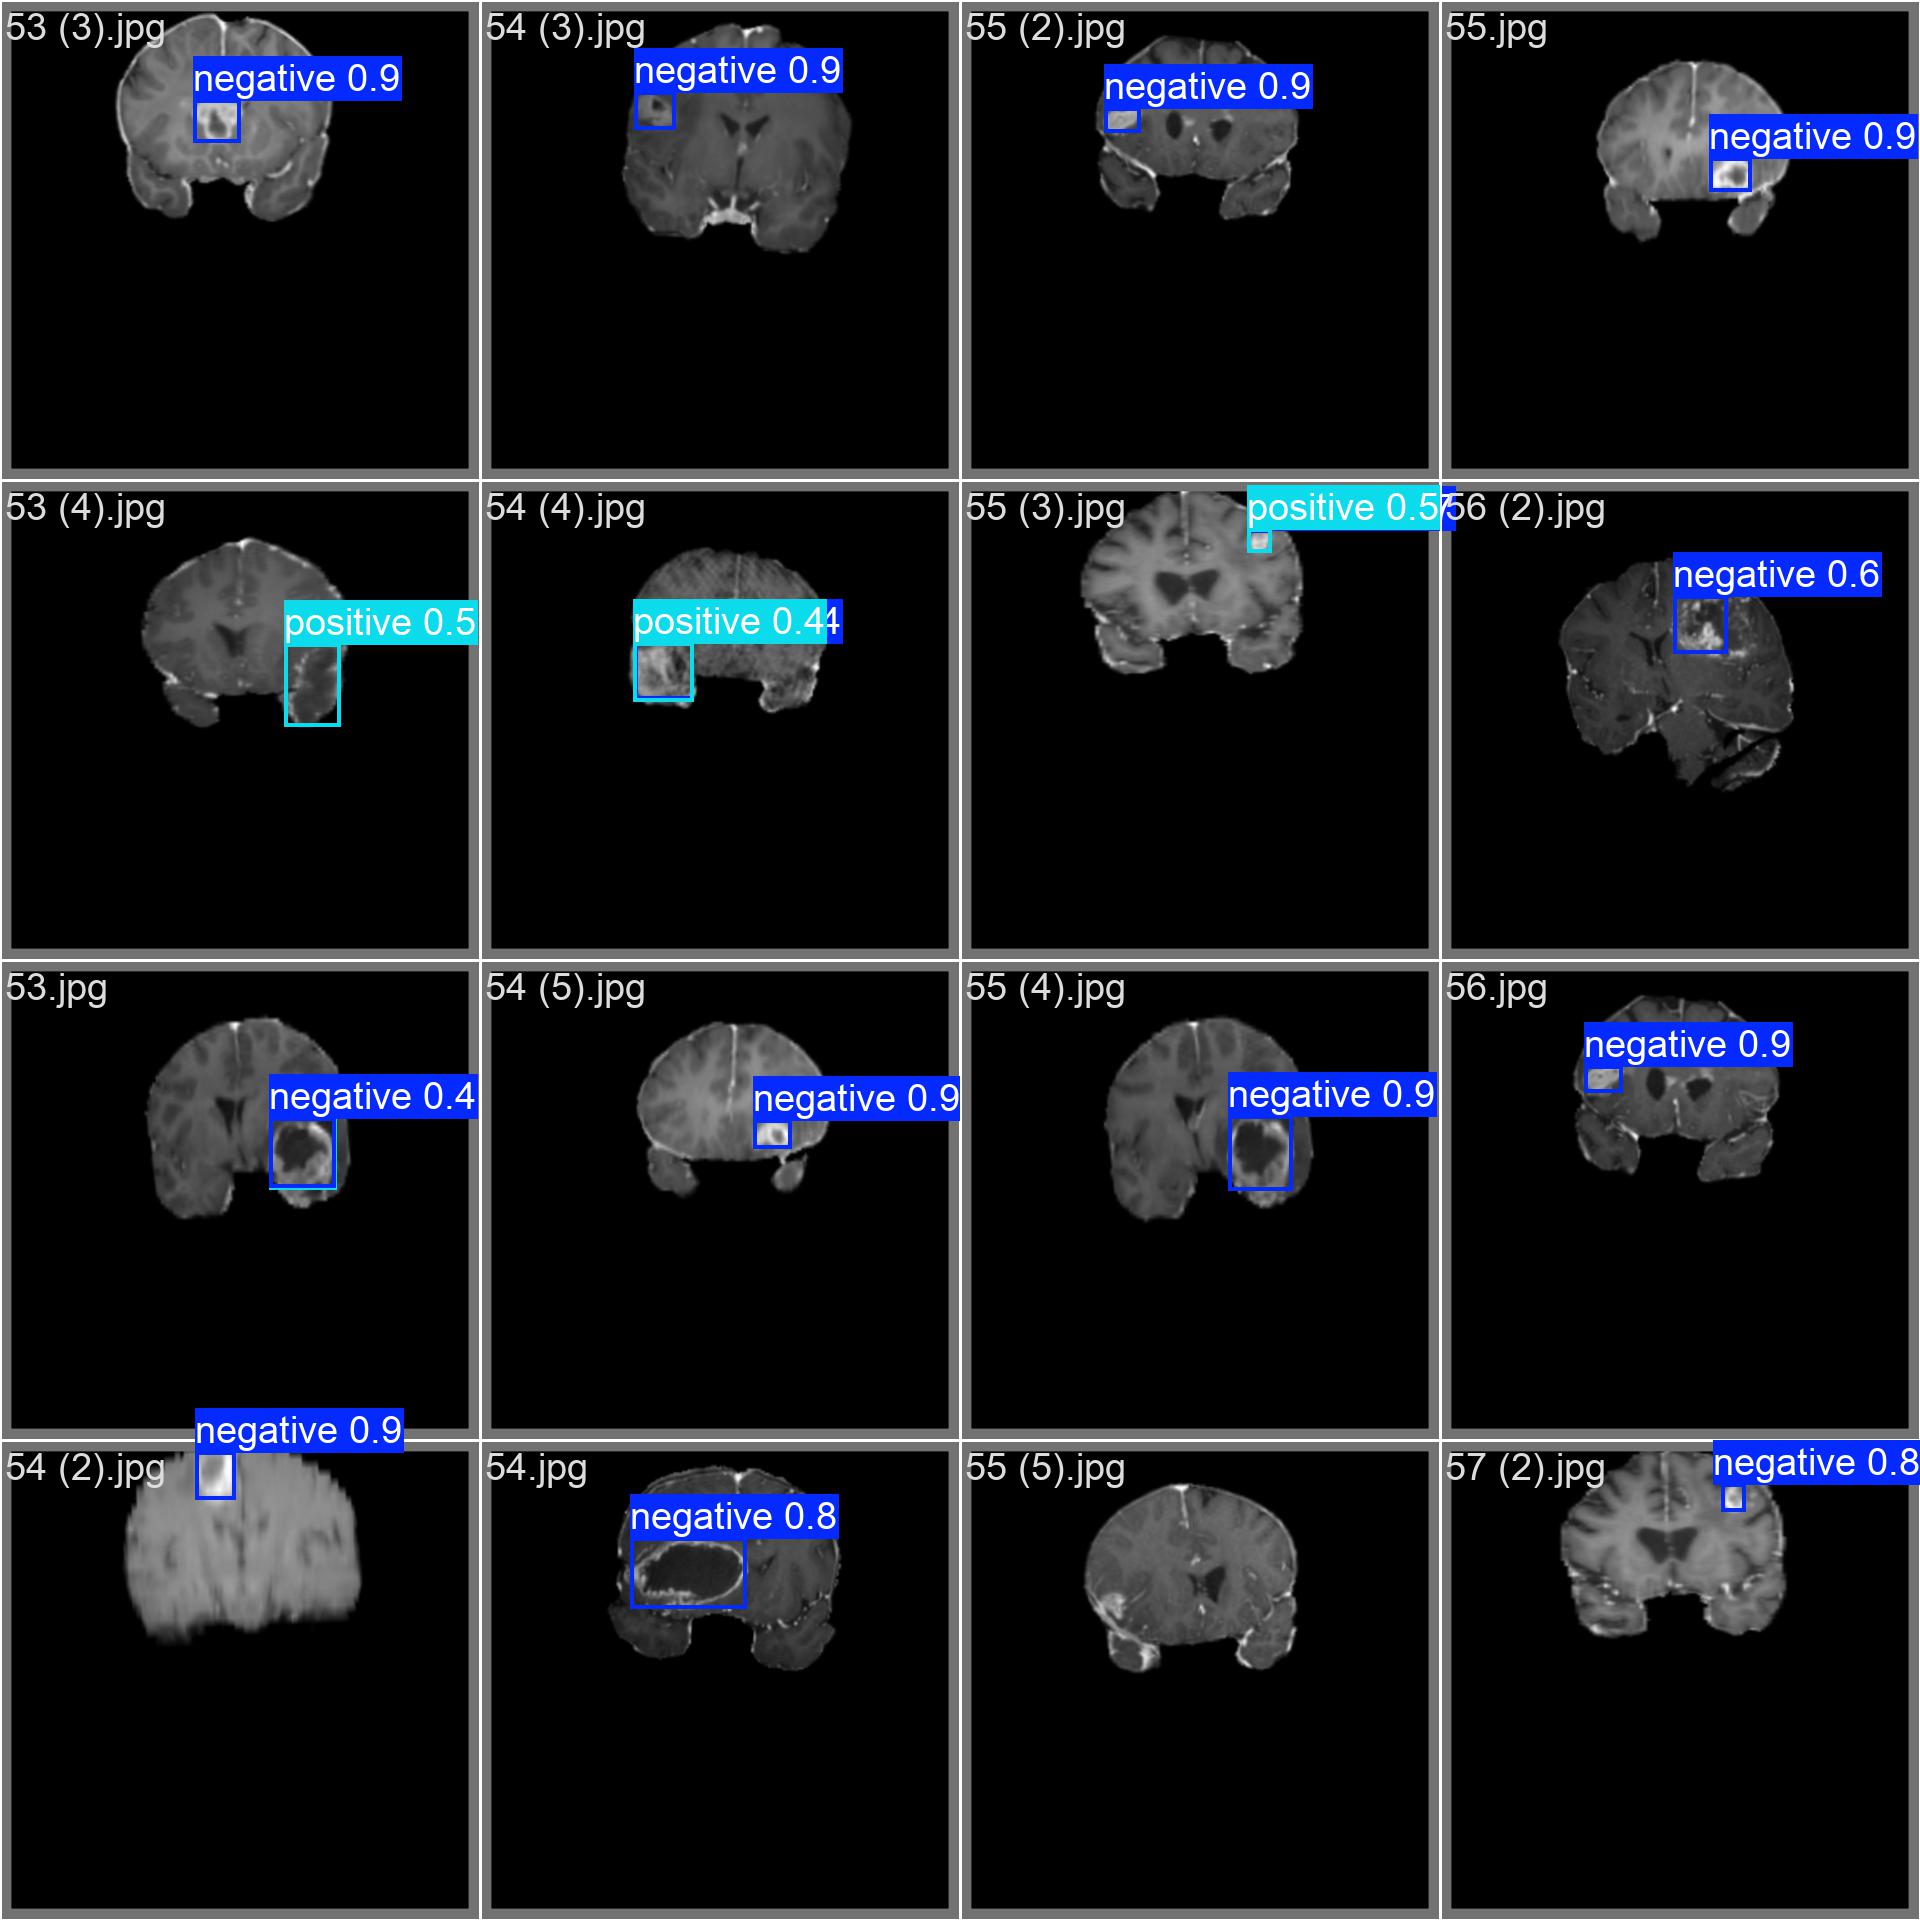 53 (3).jpg
negative 0.9
54 (3).jpg
negative 0.9
55 (2).jpg
negative 0.9
55.jpg
negative 0.9
53 (4).jpg
positive 0.5
54 (4).jpg
positive 0.4
4
55 (3).jpg
positive 0.5
56 (2).jpg
negative 0.6
53.jpg
negative 0.4
54 (5).jpg
negative 0.9
55 (4).jpg
negative 0.9
56.jpg
negative 0.9
54 (2).jpg
negative 0.9
54.jpg
negative 0.8
55 (5).jpg
57 (2).jpg
negative 0.8